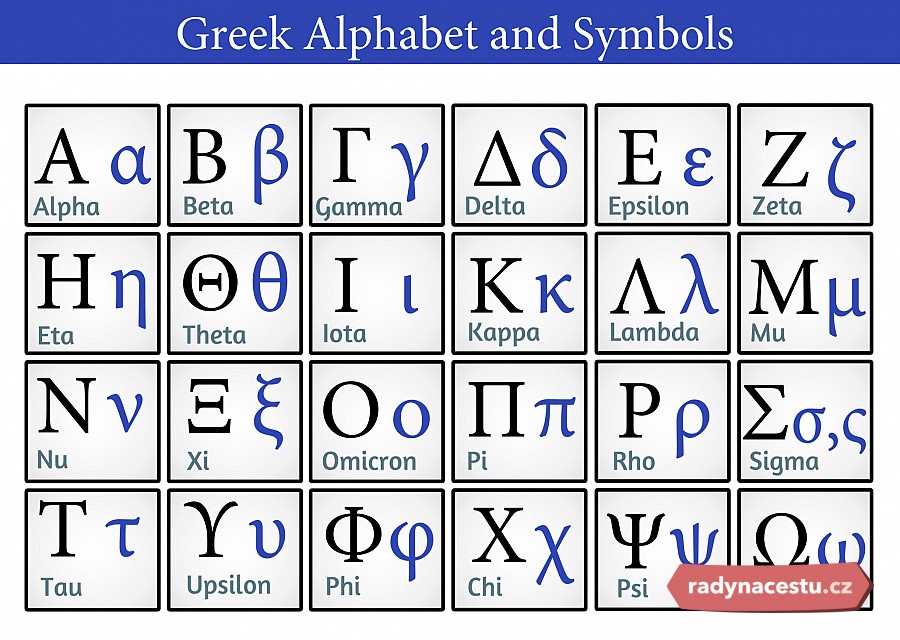 Greek Alphabet and Symbols
Α α Β β Γ γ Δ δ Ε ε Ζ ζ
Alpha Beta Gamma Delta Epsilon Zeta
Η η Θ θ Ι ι Κ κ Λ λ Μ μ
Eta Theta Iota Kappa Lambda Mu
Ν ν Ξ ξ Ο ο Π π Ρ ρ Σ σ,ς
Nu Xi Omicron Pi Rho Sigma
Τ τ ϒ υ Φ φ Χ χ Ψ ψ Ω ω
Tau Upsilon Phi Chi Psi
radynacestu.cz